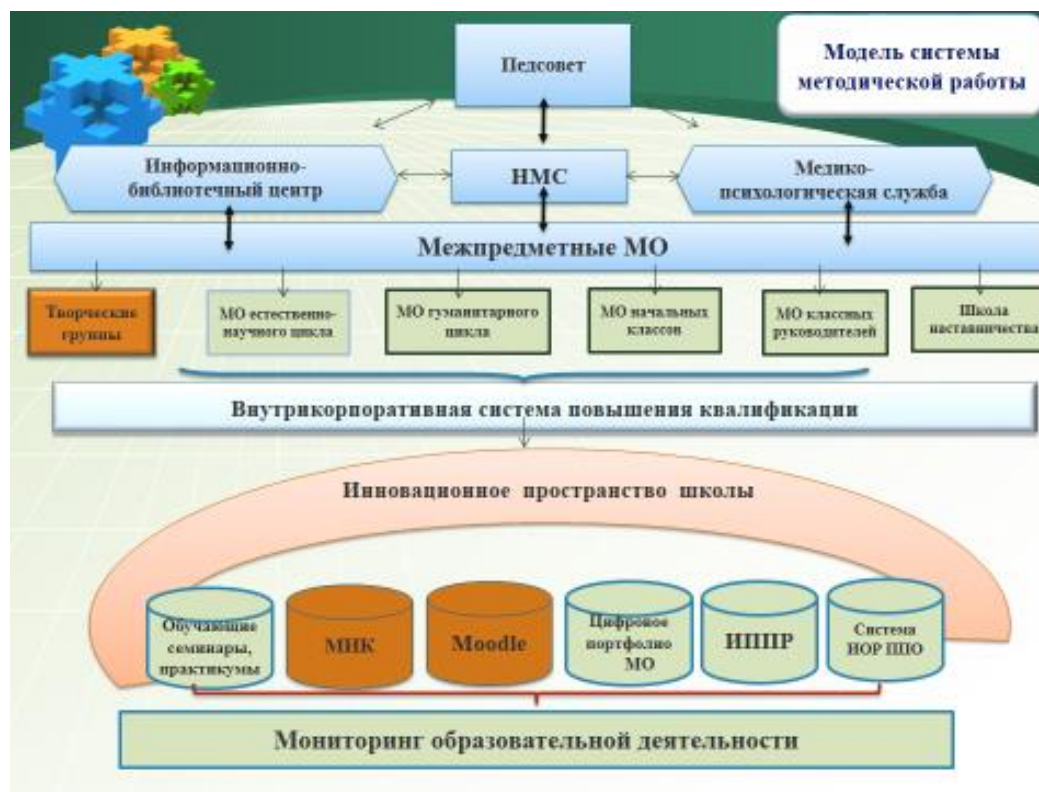 Педсовет
Модель системы
методической работы
Информационно-
библиотечный центр
НМС
Медико-
психологическая служба
Межпредметные МО
Творческие
группы
МО естественно-
научного цикла
МО гуманитарного
цикла
МО начальных
классов
МО классных
руководителей
Школа
наставничества
Внутрикорпоративная система повышения квалификации
Инновационное пространство школы
Обучающие
семинары,
практикумы
МИК
Moodle
Цифровое
портфолио
МО
ИППР
Система
ИОР ППО
Мониторинг образовательной деятельности